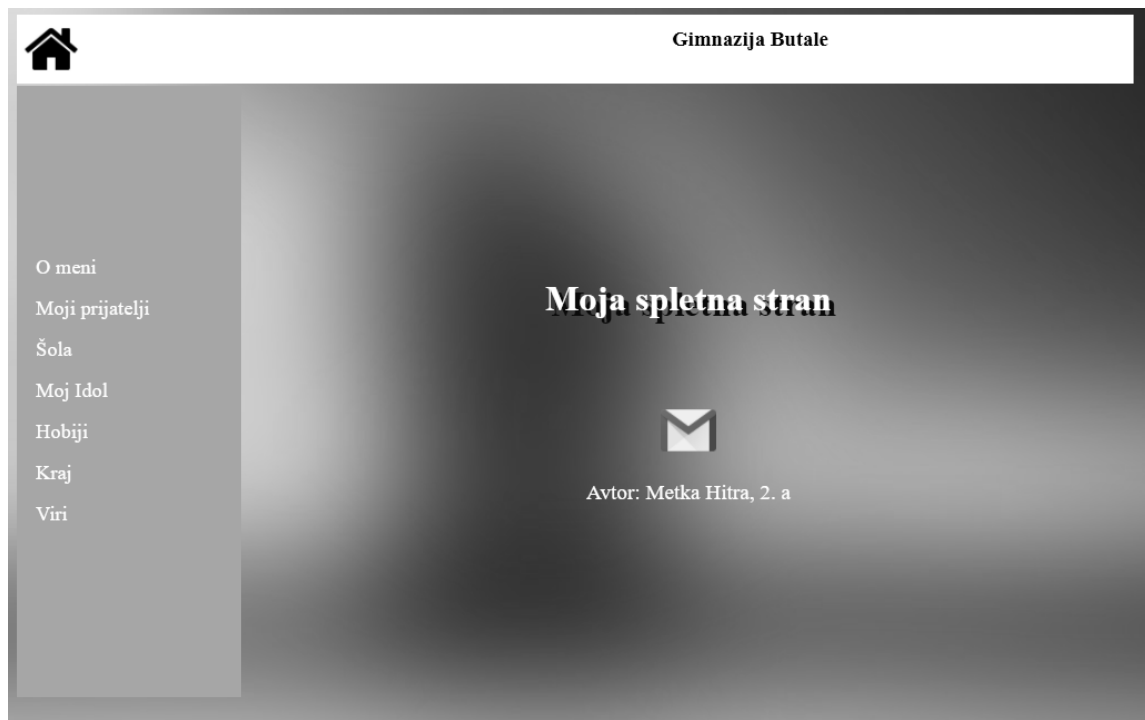 Gimnazija Butale
O meni
Moji prijatelji
Šola
Moj Idol
Hobiji
Kraj
Viri
Moja spletna stran
Avtor: Metka Hitra, 2. a